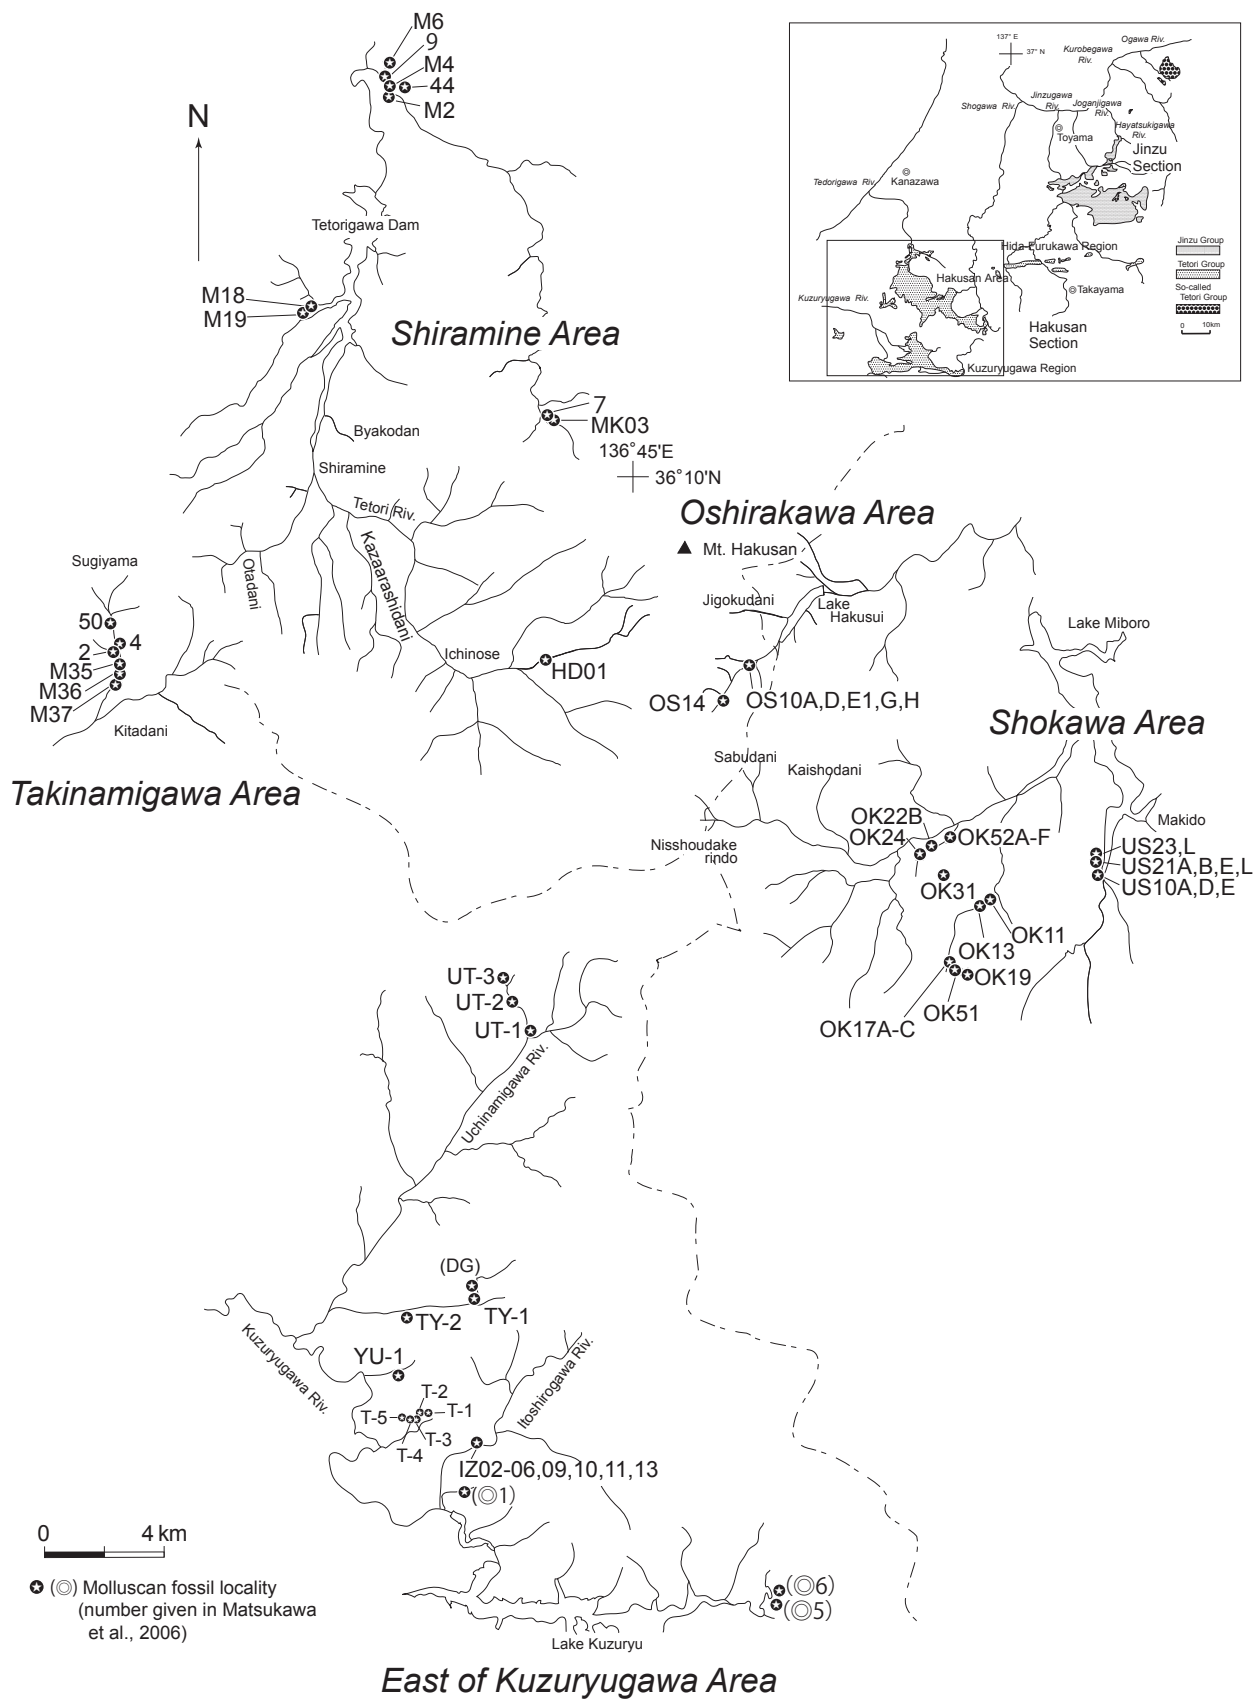 M6
9
M4
44
M2
N
Tetorigawa Dam
M18
M19
Shiramine Area
7
MK03
136˚45'E
36˚10'N
Byakodan
Shiramine
Tetori Riv.
Kazaarashidani
Otadani
Ichinose
HD01
Sugiyama
50
4
2
M35
M36
M37
Kitadani
Takinamigawa Area
137° E
37° N
Ogawa Riv.
Kurobegawa
Riv.
Jinzugawa
Riv.
Shogawa Riv.
Joganjigawa
Riv.
Hayatsukigawa
Riv.
Toyama
Jinzu
Section
Tedorigawa Riv.
Kanazawa
Hida-Furukawa Region
Hakusan Area
Kuzuryugawa Riv.
Takayama
Hakusan
Section
Kuzuryugawa Region
Jinzu Group
Tetori Group
So-called
Tetori Group
0 10km
Oshirakawa Area
Mt. Hakusan
Jigokudani
Lake
Hakusui
OS14
OS10A,D,E1,G,H
Lake Miboro
Shokawa Area
Sabudani
Kaishodani
Nisshoudake
rindo
OK22B
OK24
OK52A-F
Makido
US23,L
US21A,B,E,L
US10A,D,E
OK31
OK11
OK13
OK19
OK51
OK17A-C
UT-3
UT-2
UT-1
Uchinamigawa Riv.
(DG)
TY-1
TY-2
Kuzuryugawa Riv.
YU-1
T-2
T-1
T-5
T-3
T-4
Itoshirogawa Riv.
IZ02-06,09,10,11,13
(◎1)
(◎6)
(◎5)
Lake Kuzuryu
East of Kuzuryugawa Area
0 4 km
(◎) Molluscan fossil locality
(number given in Matsukawa
et al., 2006)